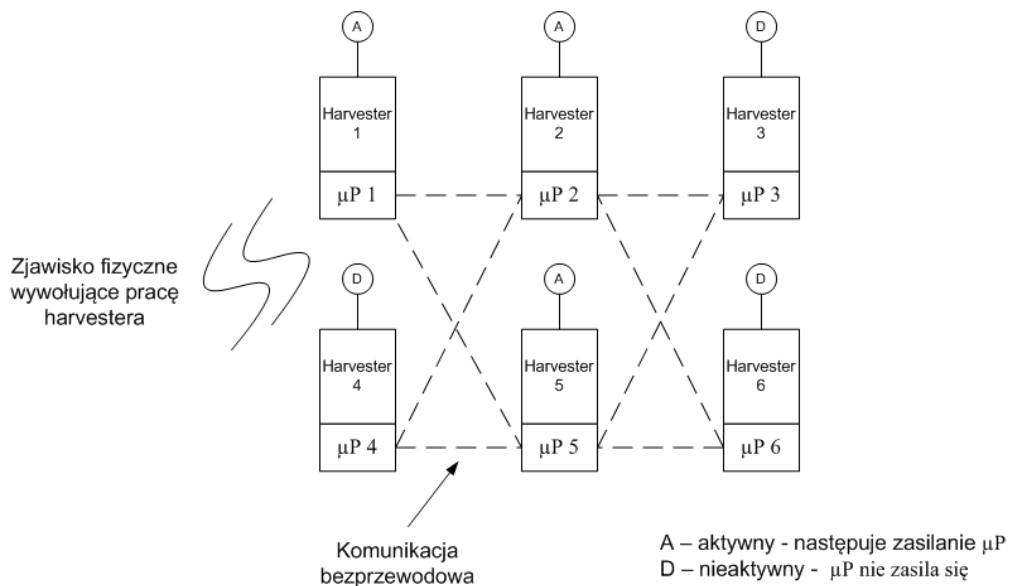 A
A
D
Harvester
1
Harvester
2
Harvester
3
µP 1
µP 2
µP 3
Zjawisko fizyczne
wywołujące pracę
harvestera
D
A
D
Harvester
4
Harvester
5
Harvester
6
µP 4
µP 5
µP 6
Komunikacja
bezprzewodowa
A – aktywny - następuje zasilanie µP
D – nieaktywny - µP nie zasila się